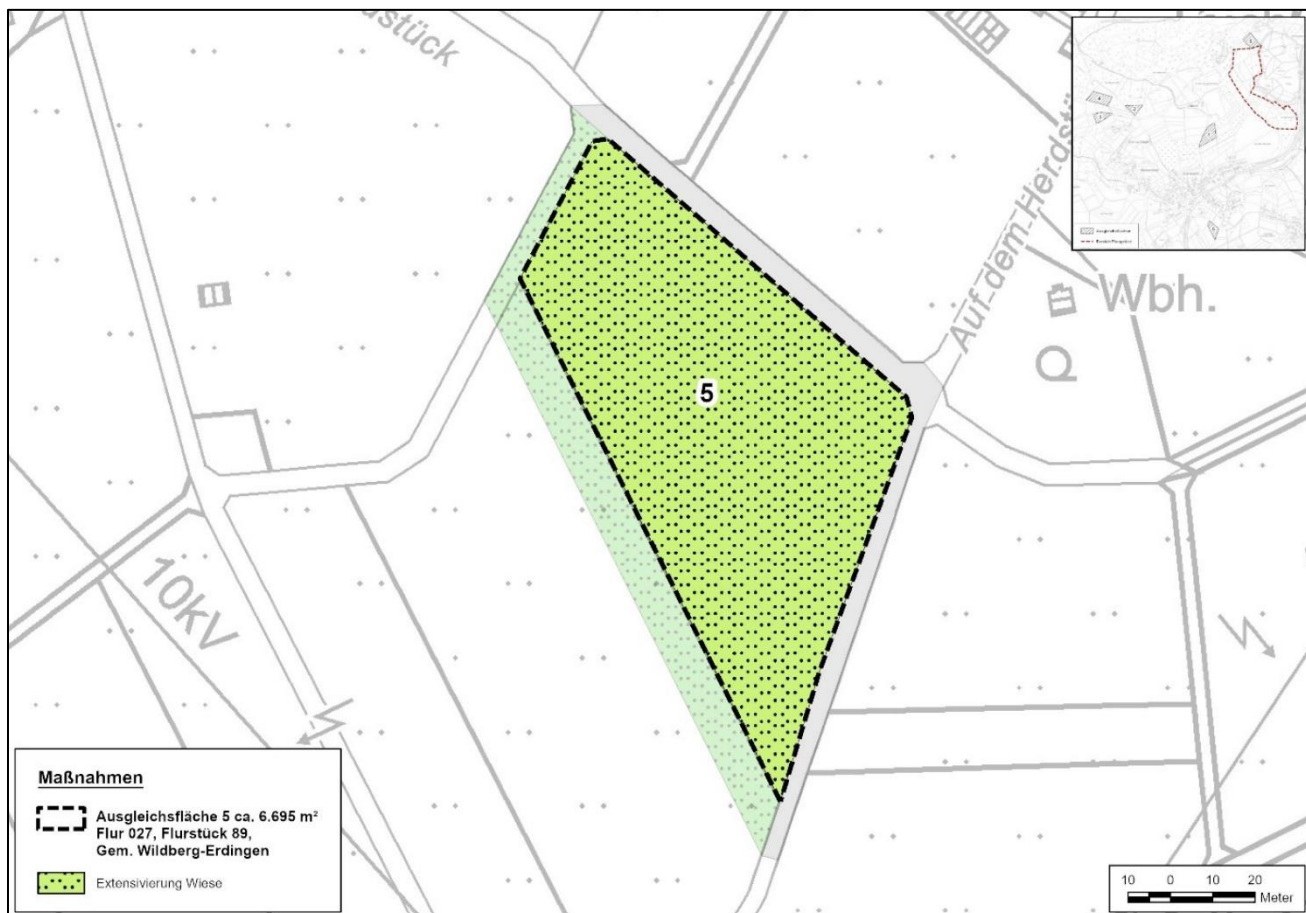 stück
Auf dem Herdstü
Wbh.
5
10kV
Maßnahmen
Ausgleichsfläche 5 ca. 6.695 m²
Flur 027, Flurstück 89,
Gem. Wildberg-Erdingen
Extensivierung Wiese
10 0 10 20
Meter